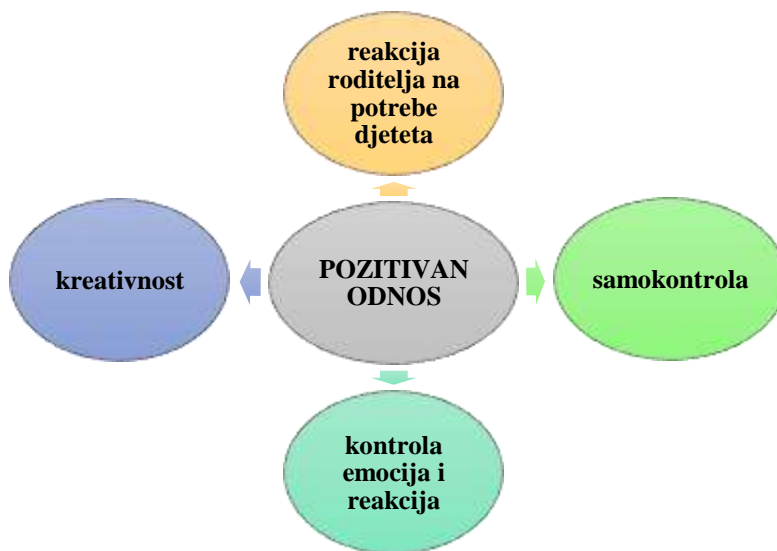 reakcija
roditelja na
potrebe
djeteta
kreativnost
POZITIVAN
ODNOS
samokontrola
kontrola
emocija i
reakcija